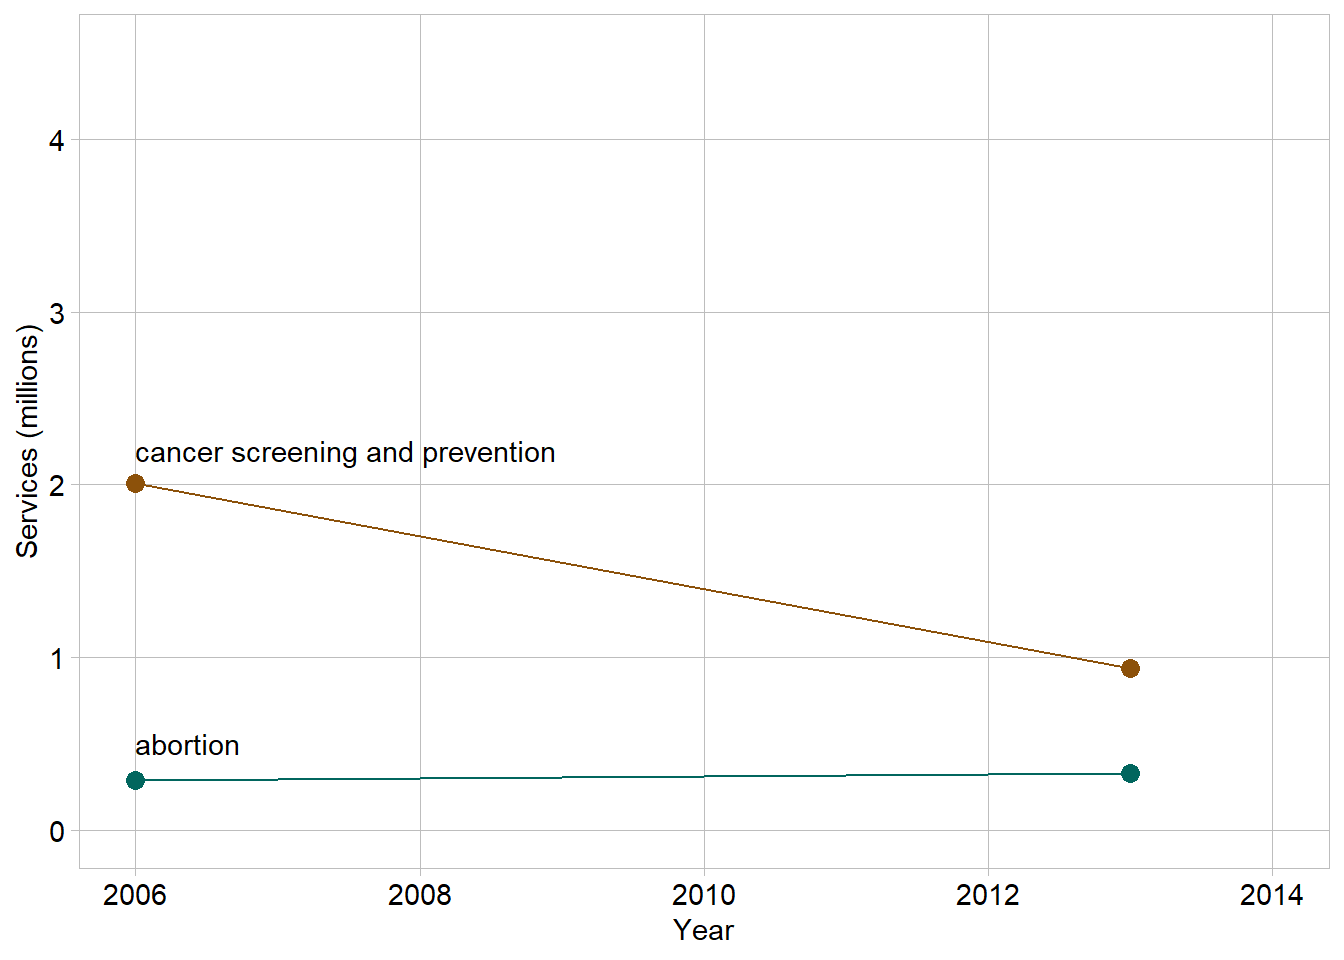 4
3
2
1
0
Services (millions)
cancer screening and prevention
abortion
2006 2008 2010 2012 2014
Year